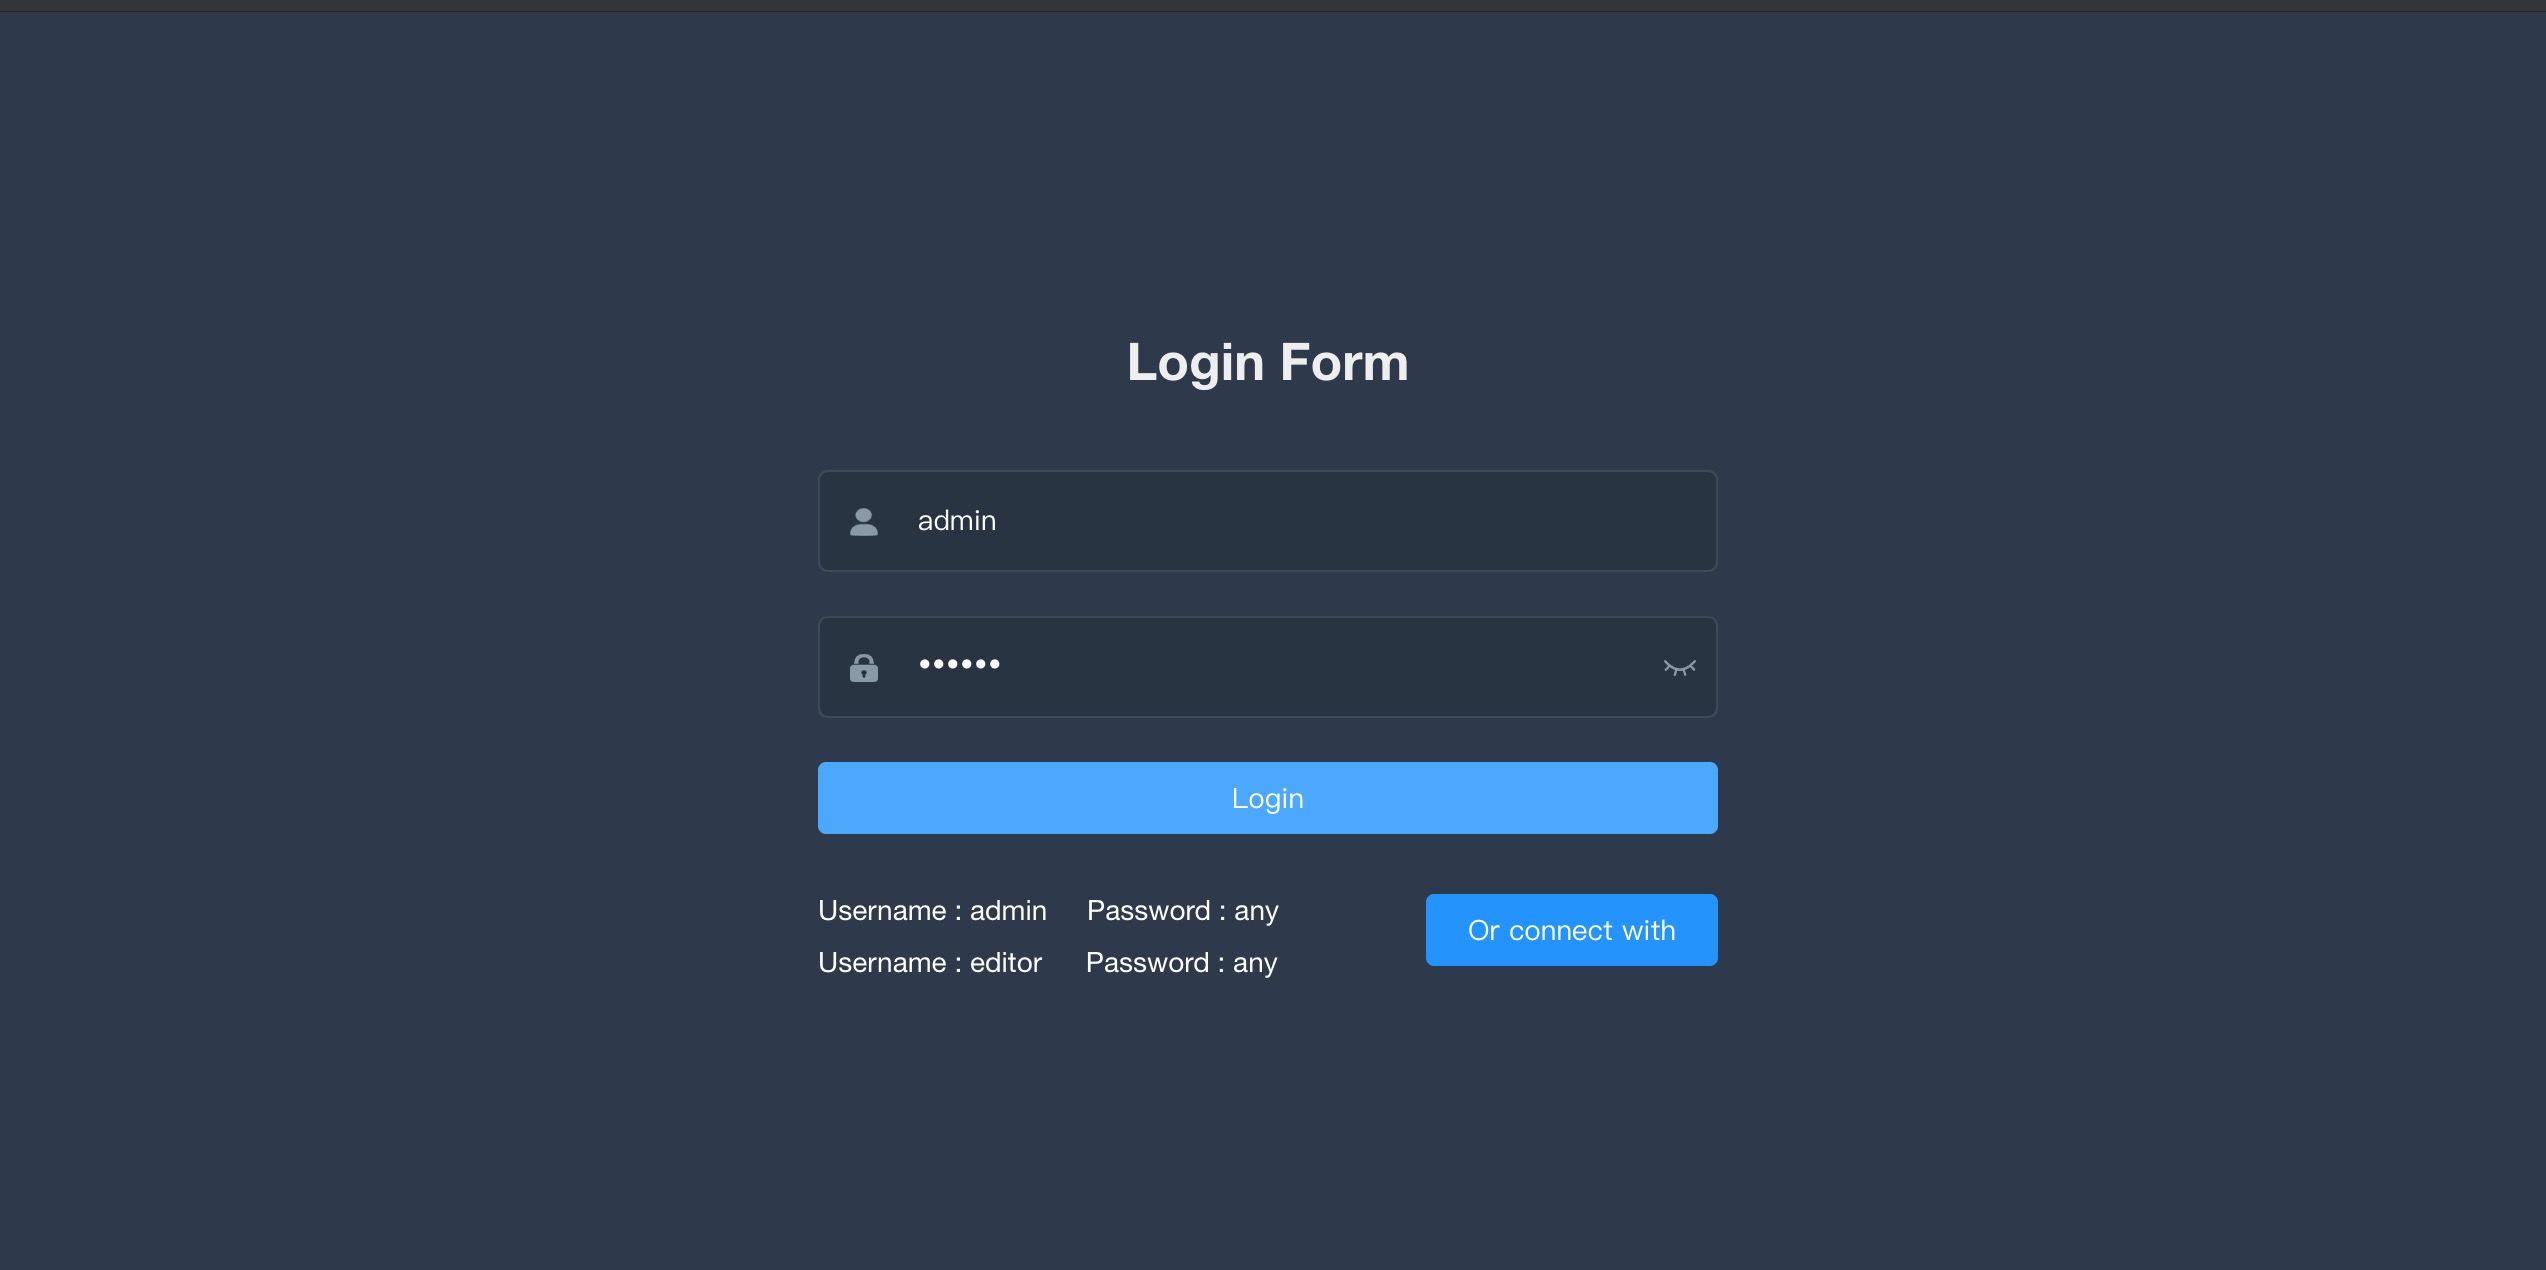 Login Form
admin
••••••
Login
Username : admin Password : any
Username : editor Password : any
Or connect with